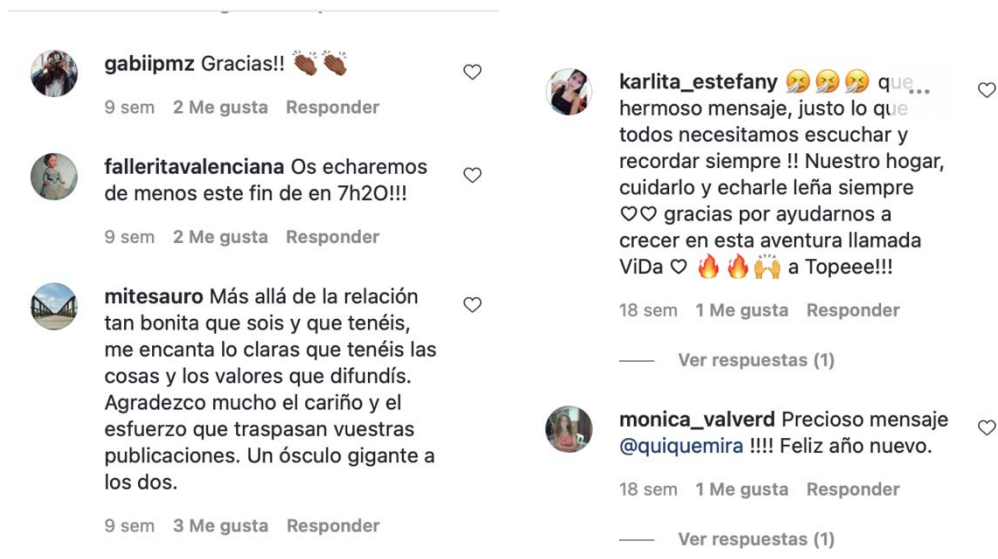 gabiipmz Gracias!! 👏🏾👏🏾
9 sem 2 Me gusta Responder
falleritavalenciana Os echaremos
de menos este fin de en 7h2O!!!
9 sem 2 Me gusta Responder
mitesauro Más allá de la relación
tan bonita que sois y que tenéis,
me encanta lo claras que tenéis las
cosas y los valores que difundís.
Agradezco mucho el cariño y el
esfuerzo que traspasan vuestras
publicaciones. Un ósculo gigante a
los dos.
9 sem 3 Me gusta Responder
karlita_estefany 🤧🤧🤧 que
hermoso mensaje, justo lo que
todos necesitamos escuchar y
recordar siempre !! Nuestro hogar,
cuidarlo y echarle leña siempre
♡♡ gracias por ayudarnos a
crecer en esta aventura llamada
ViDa ♡ 🔥🔥🙌 a Topeee!!!
18 sem 1 Me gusta Responder
Ver respuestas (1)
monica_valverd Precioso mensaje
@quiquemira !!!! Feliz año nuevo.
18 sem 1 Me gusta Responder
Ver respuestas (1)